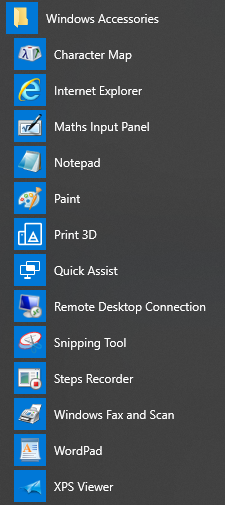 Windows Accessories
Character Map
Internet Explorer
Maths Input Panel
Notepad
Paint
Print 3D
Quick Assist
Remote Desktop Connection
Snipping Tool
Steps Recorder
Windows Fax and Scan
WordPad
XPS Viewer